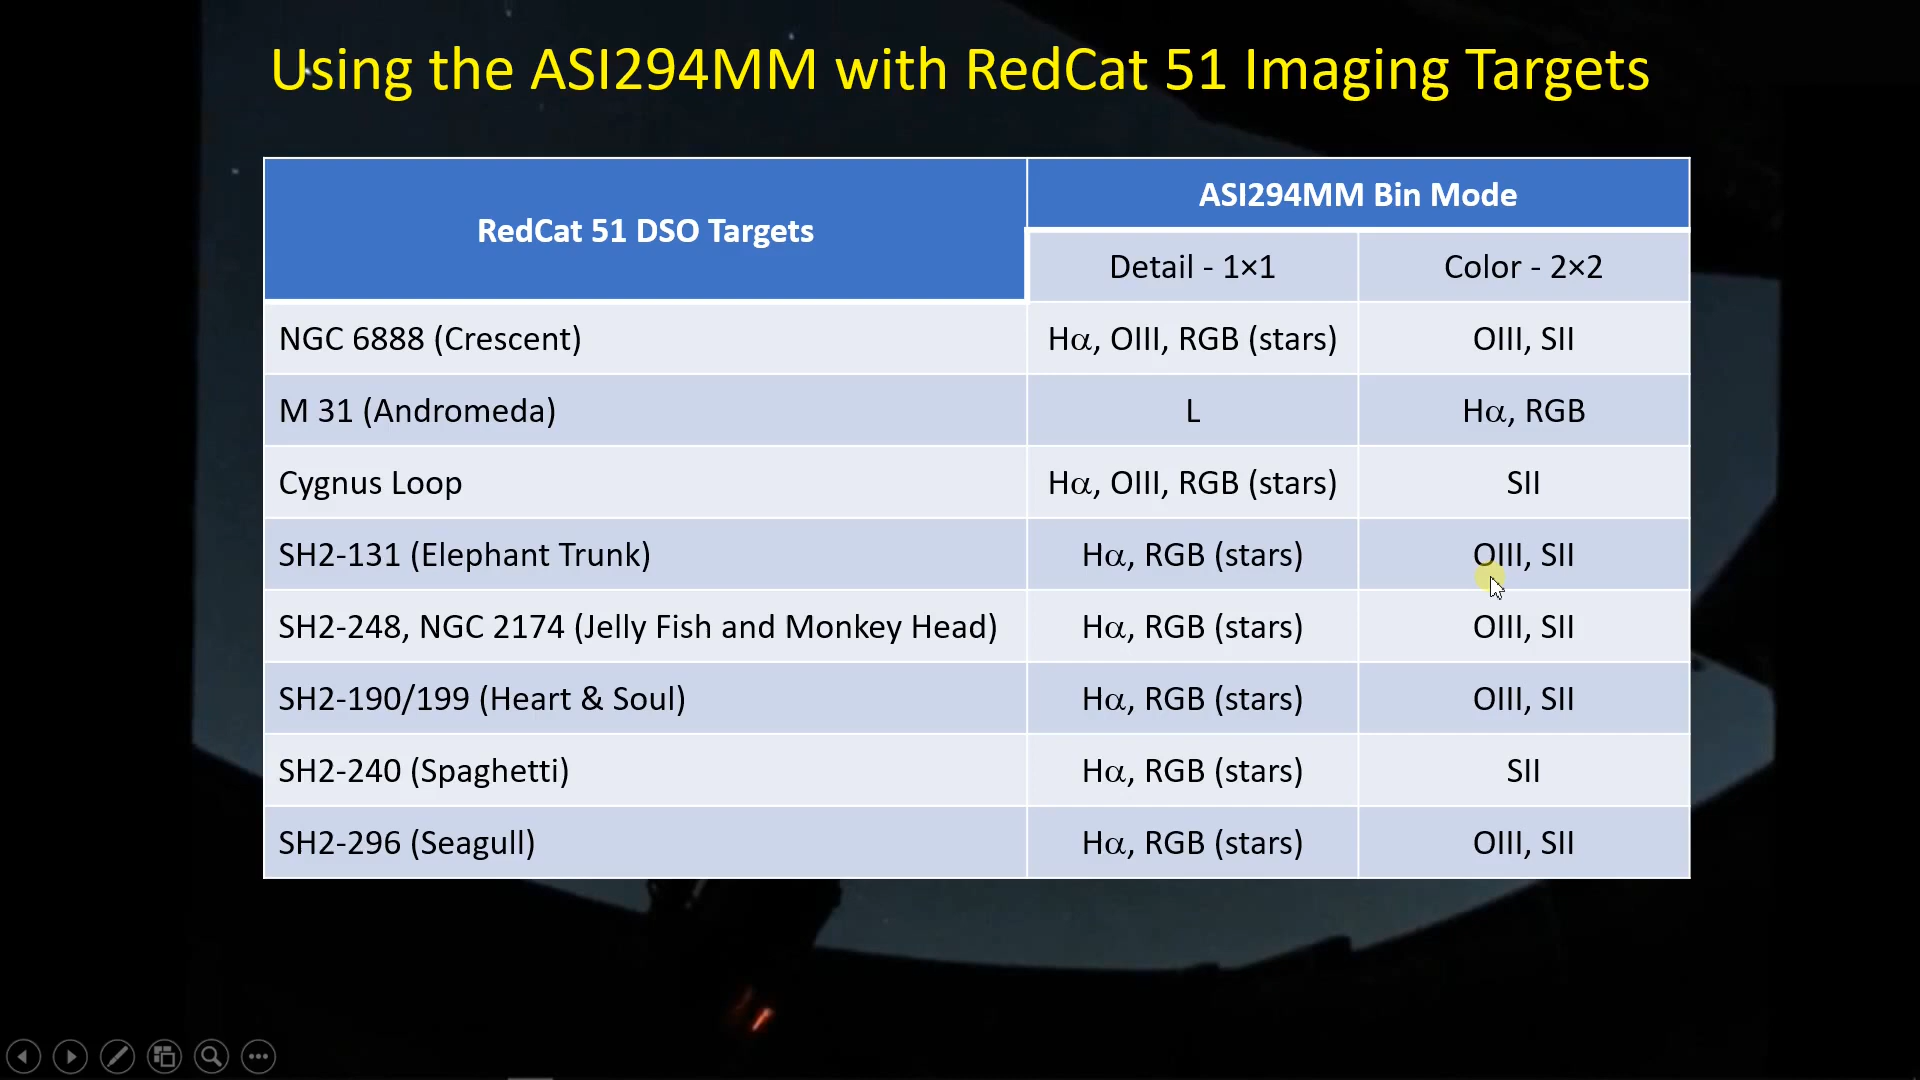 Using the ASI294MM with RedCat 51 Imaging Targets
RedCat 51 DSO Targets
ASI294MM Bin Mode
Detail - 1×1
Color - 2×2
NGC 6888 (Crescent)
Hα, OIII, RGB (stars)
OIII, SII
M 31 (Andromeda)
L
Hα, RGB
Cygnus Loop
Hα, OIII, RGB (stars)
SII
SH2-131 (Elephant Trunk)
Hα, RGB (stars)
OIII, SII
SH2-248, NGC 2174 (Jelly Fish and Monkey Head)
Hα, RGB (stars)
OIII, SII
SH2-190/199 (Heart & Soul)
Hα, RGB (stars)
OIII, SII
SH2-240 (Spaghetti)
Hα, RGB (stars)
SII
SH2-296 (Seagull)
Hα, RGB (stars)
OIII, SII